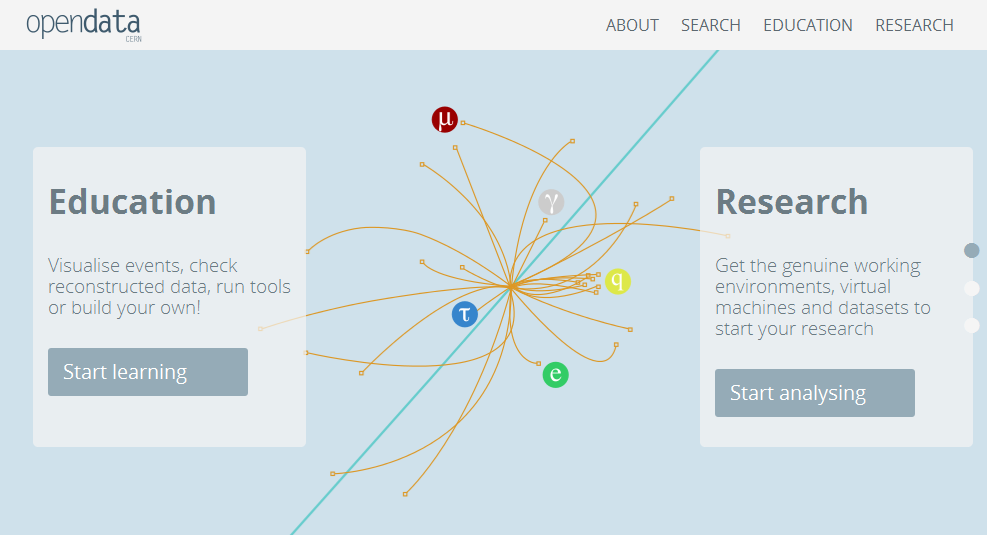 opendata
CERN
ABOUT SEARCH EDUCATION RESEARCH
μ
γ
q
τ
e
Education
Visualise events, check
reconstructed data, run tools
or build your own!
Start learning
Research
Get the genuine working
environments, virtual
machines and datasets to
start your research
Start analysing